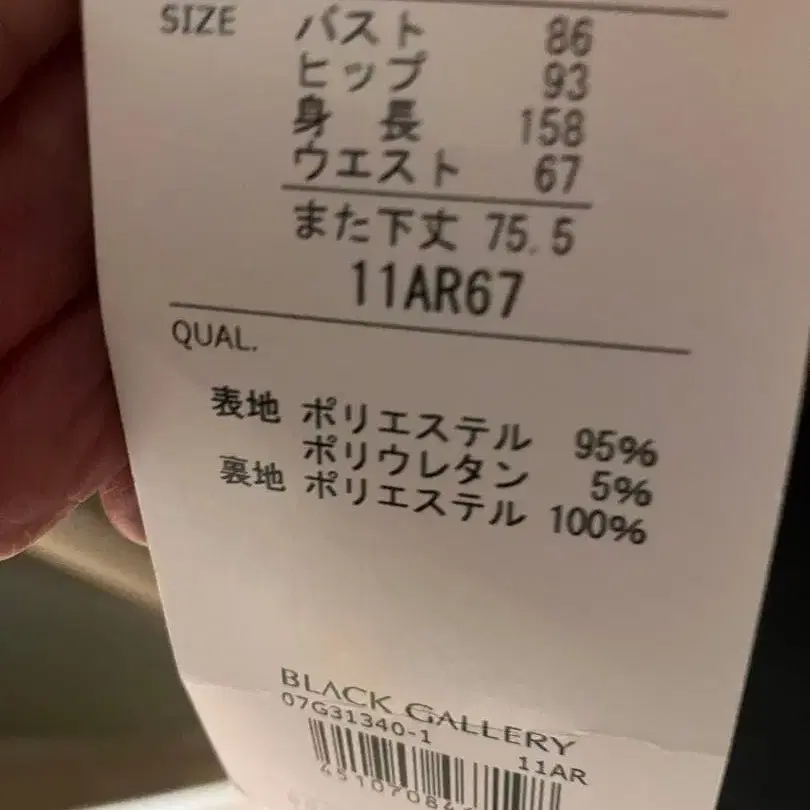 SIZE バスト 86
ヒップ 93
身 長 158
ウエスト 67
また下丈 75.5
11AR67
QUAL.
表地 ポリエステル 95%
ポリウレタン 5%
裏地 ポリエステル 100%
BLACK GALLERY
07G31340-1 11AR